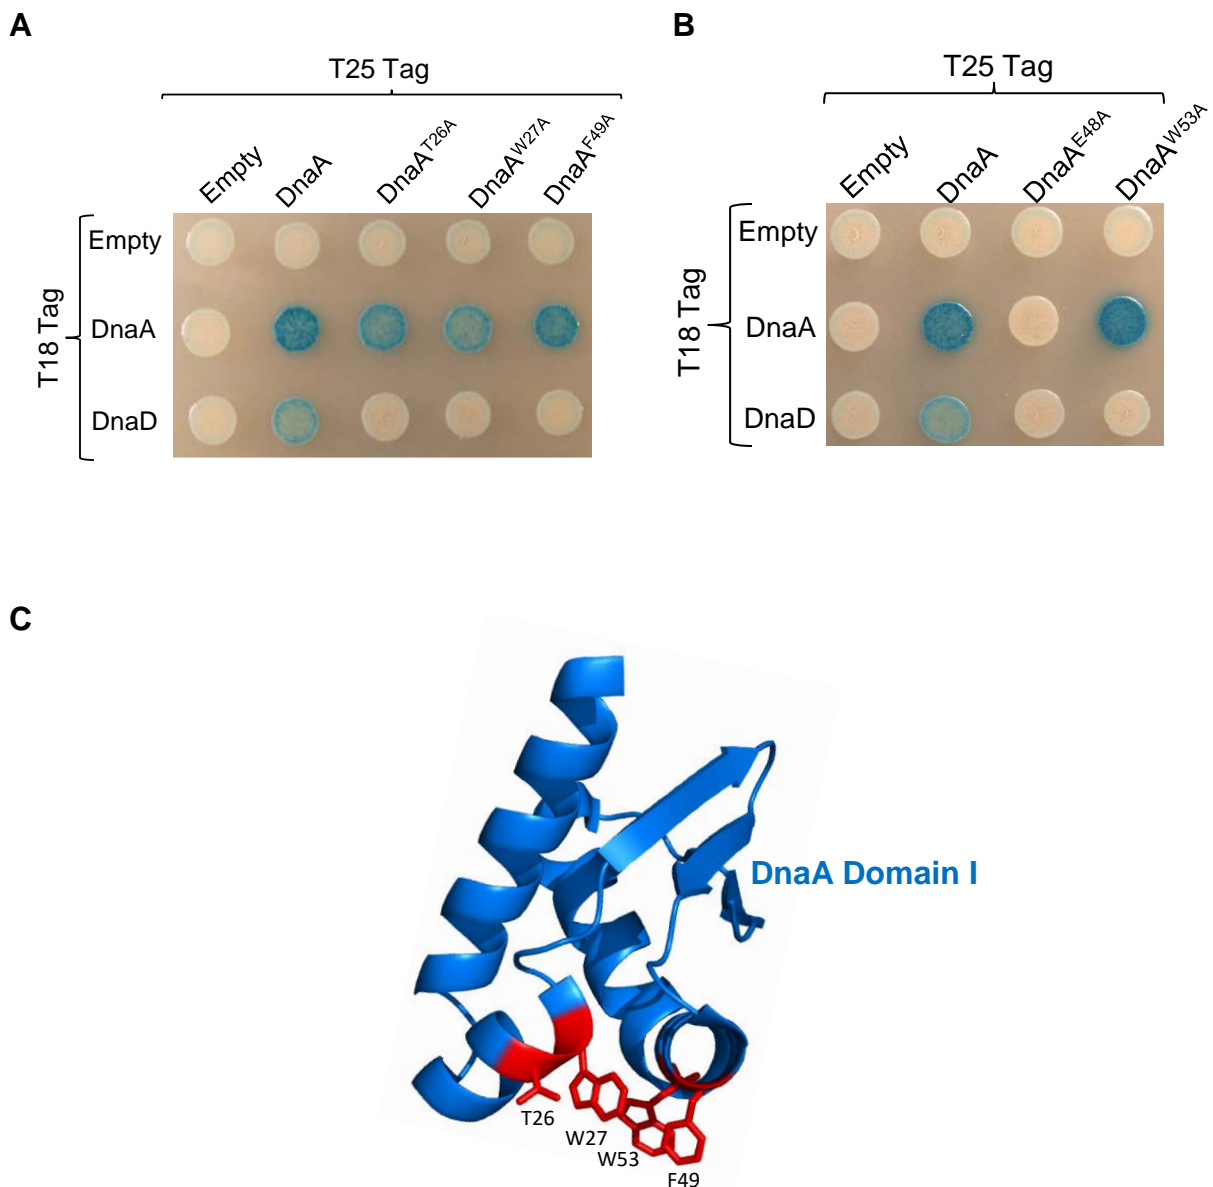 A
T25 Tag
Empty
DnaA
DnaA^T26A
DnaA^W27A
DnaA^F49A
T18 Tag
Empty
DnaA
DnaD
B
T25 Tag
Empty
DnaA
DnaA^E48A
DnaA^W53A
T18 Tag
Empty
DnaA
DnaD
C
DnaA Domain I
T26
W27
W53
F49